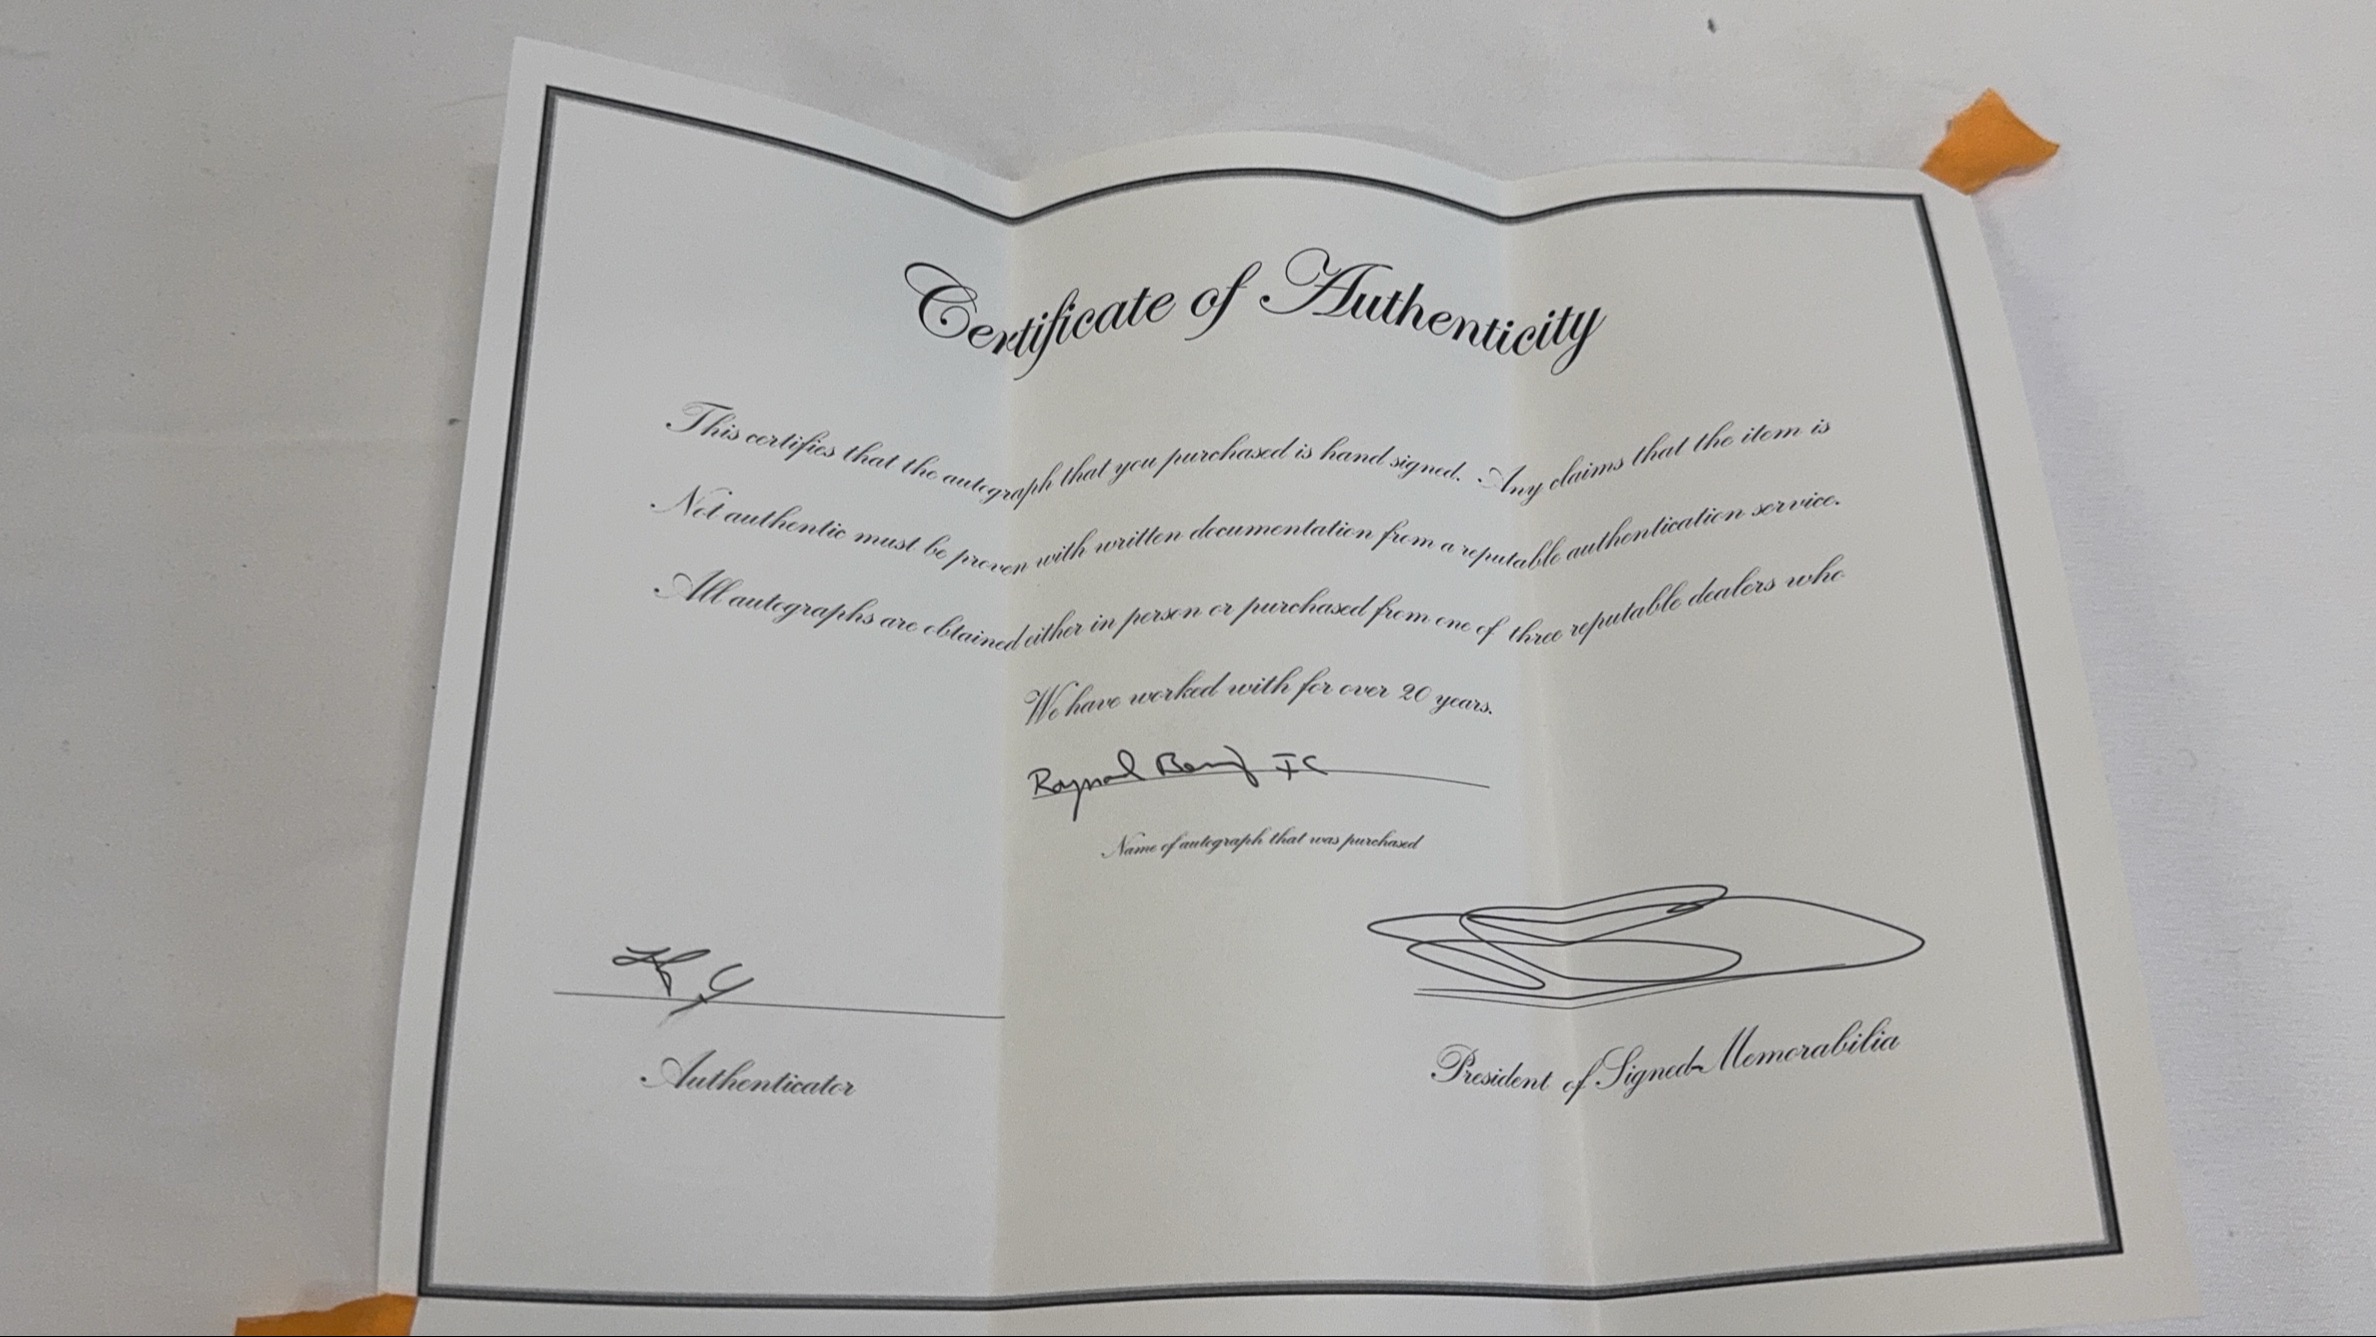 Certificate of Authenticity
This certifies that the autograph that you purchased is hand signed. Any claims that the item is
Not authentic must be proven with written documentation from a reputable authentication service.
All autographs are obtained either in person or purchased from one of three reputable dealers who
We have worked with for over 20 years.
IC
Name of autograph that was purchased
Authenticator
President of Signed-Memorabilia